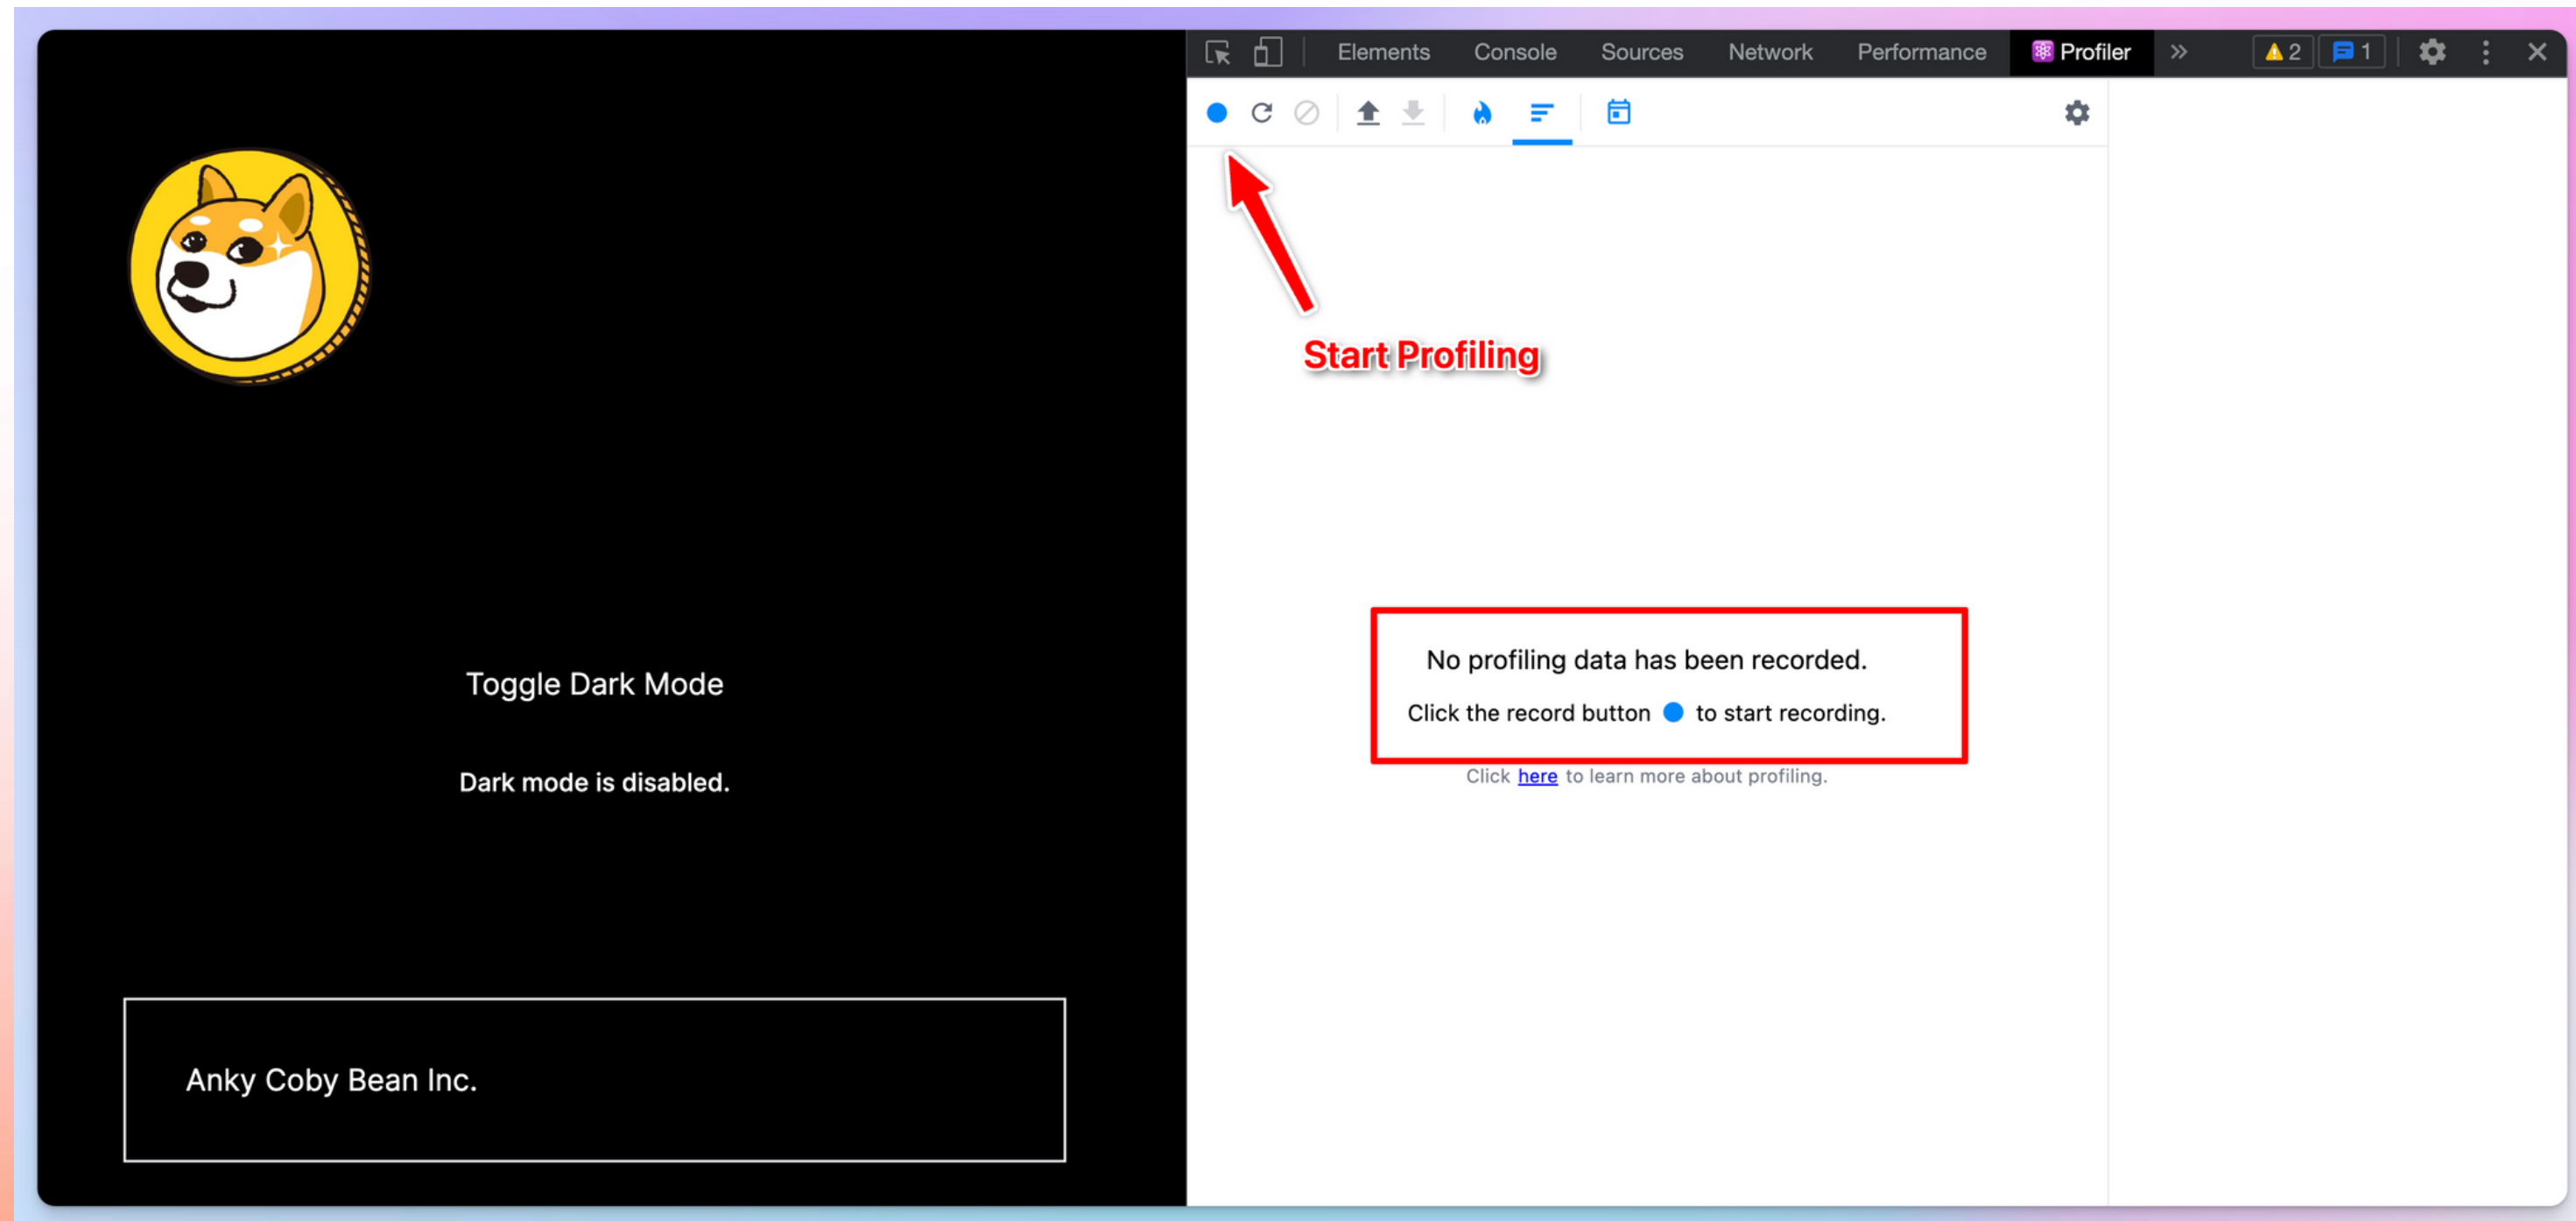 Elements Console Sources Network Performance Profiler 2 1
Start Profiling
No profiling data has been recorded.
Click the record button to start recording.
Click here to learn more about profiling.
Toggle Dark Mode
Dark mode is disabled.
Anky Coby Bean Inc.